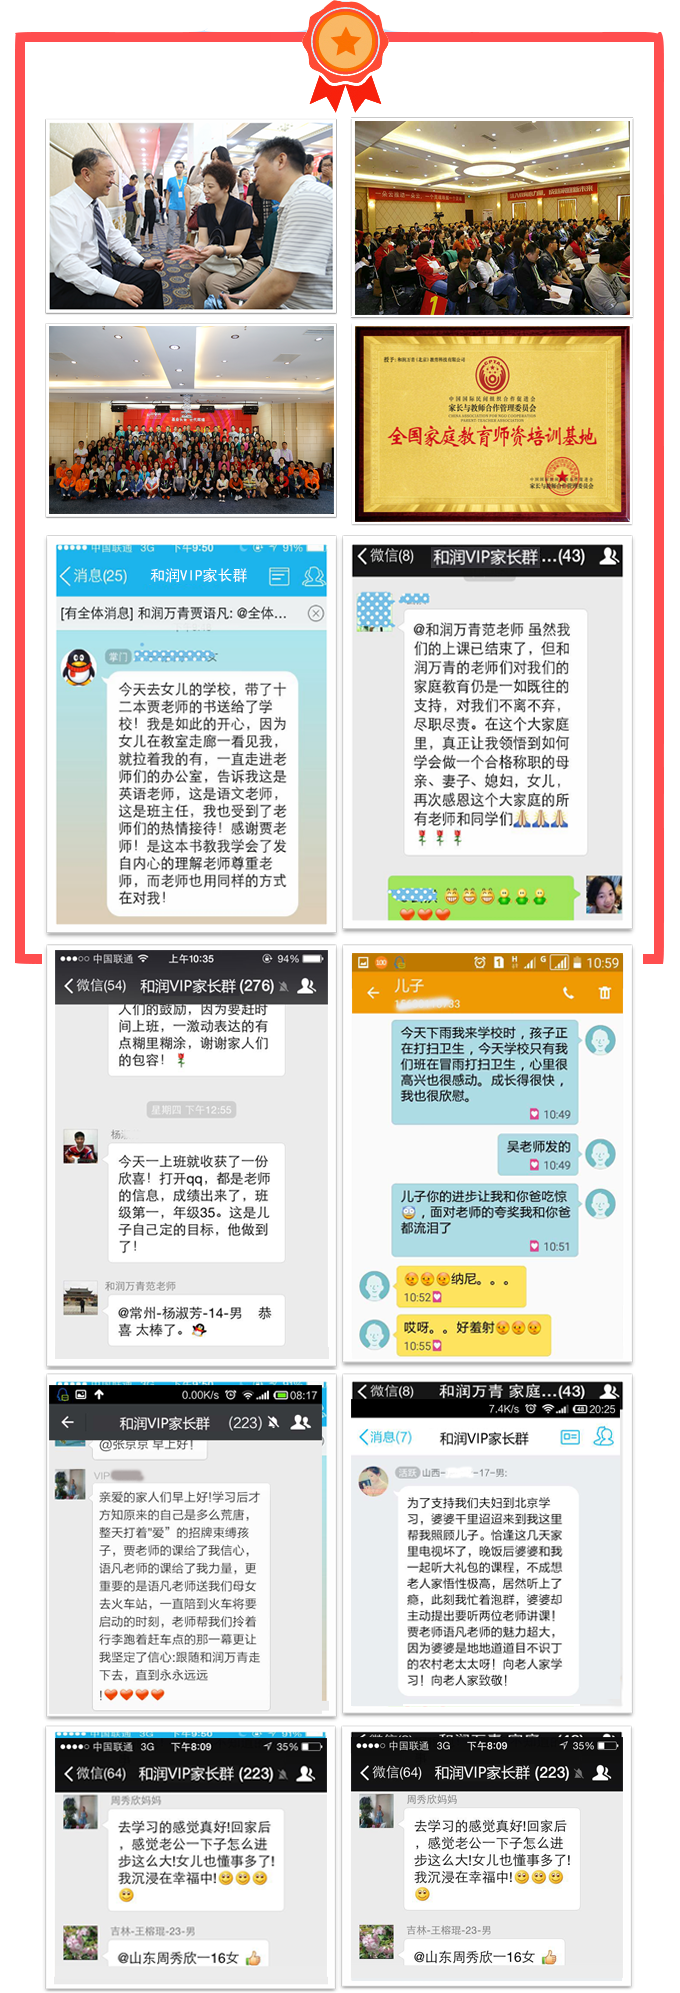 授予：和润万青（北京）教育科技有限公司
中国国际民间组织合作促进会
家长与教师合作管理委员会
CHINA ASSOCIATION FOR NGO COOPERATION
PARENT-TEACHER ASSOCIATION
全国家庭教育师资培训基地
中国国际民间组织合作促进会
家长与教师合作管理委员会
中国联通 3G 下午9:50 91%
消息(25) 和润VIP家长群
[有全体消息] 和润万青贾语凡: @全体...
掌门
今天去女儿的学校，带了十
二本贾老师的书送给了学
校！我是如此的开心，因为
女儿在教室走廊一看见我，
就拉着我的有，一直走进老
师们的办公室，告诉我这是
英语老师，这是语文老师，
这是班主任，我也受到了老
师们的热情接待！感谢贾老
师！是这本书教我学会了发
自内心的理解老师尊重老
师，而老师也用同样的方式
在对我！
微信(8) 和润VIP家长群...(43)
@和润万青范老师 虽然我
们的上课已结束了，但和
润万青的老师们对我们的
家庭教育仍是一如既往的
支持，对我们不离不弃，
尽职尽责。在这个大家庭
里，真正让我领悟到如何
学会做一个合格称职的母
亲、妻子、媳妇，女儿，
再次感恩这个大家庭的所
有老师和同学们🙏🙏🙏
🌹🌹🌹
中国联通 上午10:35 94%
微信(54) 和润VIP家长群(276)
人们的鼓励，因为要赶时
间上班，一激动表达的有
点糊里糊涂，谢谢家人们
的包容！🌹
星期四 下午12:55
杨
今天一上班就收获了一份
欣喜！打开qq，都是老师
的信息，成绩出来了，班
级第一，年级35。这是儿
子自己定的目标，他做到
了！
和润万青范老师
@常州-杨淑芳-14-男 恭
喜 太棒了。
100 1 H G 10:59
儿子
今天下雨我来学校时，孩子正
在打扫卫生，今天学校只有我
们班在冒雨打扫卫生，心里很
高兴也很感动。成长得很快，
我也很欣慰。
10:49
吴老师发的
10:49
儿子你的进步让我和你爸吃惊
😨，面对老师的夸奖我和你爸
都流泪了
10:51
😡😡😡纳尼。。。
10:52
哎呀。。好羞射😡😡😡
10:55
0.00K/s 08:17
和润VIP家长群 (223)
@张京京 早上好！
VIP
亲爱的家人们早上好!学习后才
方知原来的自己是多么荒唐，
整天打着“爱”的招牌束缚孩
子，贾老师的课给了我信心，
语凡老师的课给了我力量，更
重要的是语凡老师送我们母女
去火车站，一直陪到火车将要
启动的时刻，老师帮我们拎着
行李跑着赶车点的那一幕更让
我坚定了信心:跟随和润万青走
下去，直到永永远远
!❤❤❤❤
微信(8) 和润万青 家庭...(43)
7.4K/s 48 20:25
消息(7) 和润VIP家长群
活跃 山西- -17-男:
为了支持我们夫妇到北京学
习，婆婆千里迢迢来到我这里
帮我照顾儿子。恰逢这几天家
里电视坏了，晚饭后婆婆和我
一起听大礼包的课程，不成想
老人家悟性极高，居然听上了
瘾，此刻我忙着泡群，婆婆却
主动提出要听两位老师讲课！
贾老师语凡老师的魅力超大，
因为婆婆是地地道道目不识丁
的农村老太太呀！向老人家学
习！向老人家致敬！
中国联通 3G 下午8:09 35%
微信(64) 和润VIP家长群(223)
周秀欣妈妈
去学习的感觉真好!回家后
，感觉老公一下子怎么进
步这么大!女儿也懂事多了!
我沉浸在幸福中!😊😊😊
😊
吉林-王榕琨-23-男
@山东周秀欣一16女 👍
中国联通 3G 下午8:09 35%
微信(64) 和润VIP家长群(223)
周秀欣妈妈
去学习的感觉真好!回家后
，感觉老公一下子怎么进
步这么大!女儿也懂事多了!
我沉浸在幸福中!😊😊😊
😊
吉林-王榕琨-23-男
@山东周秀欣一16女 👍